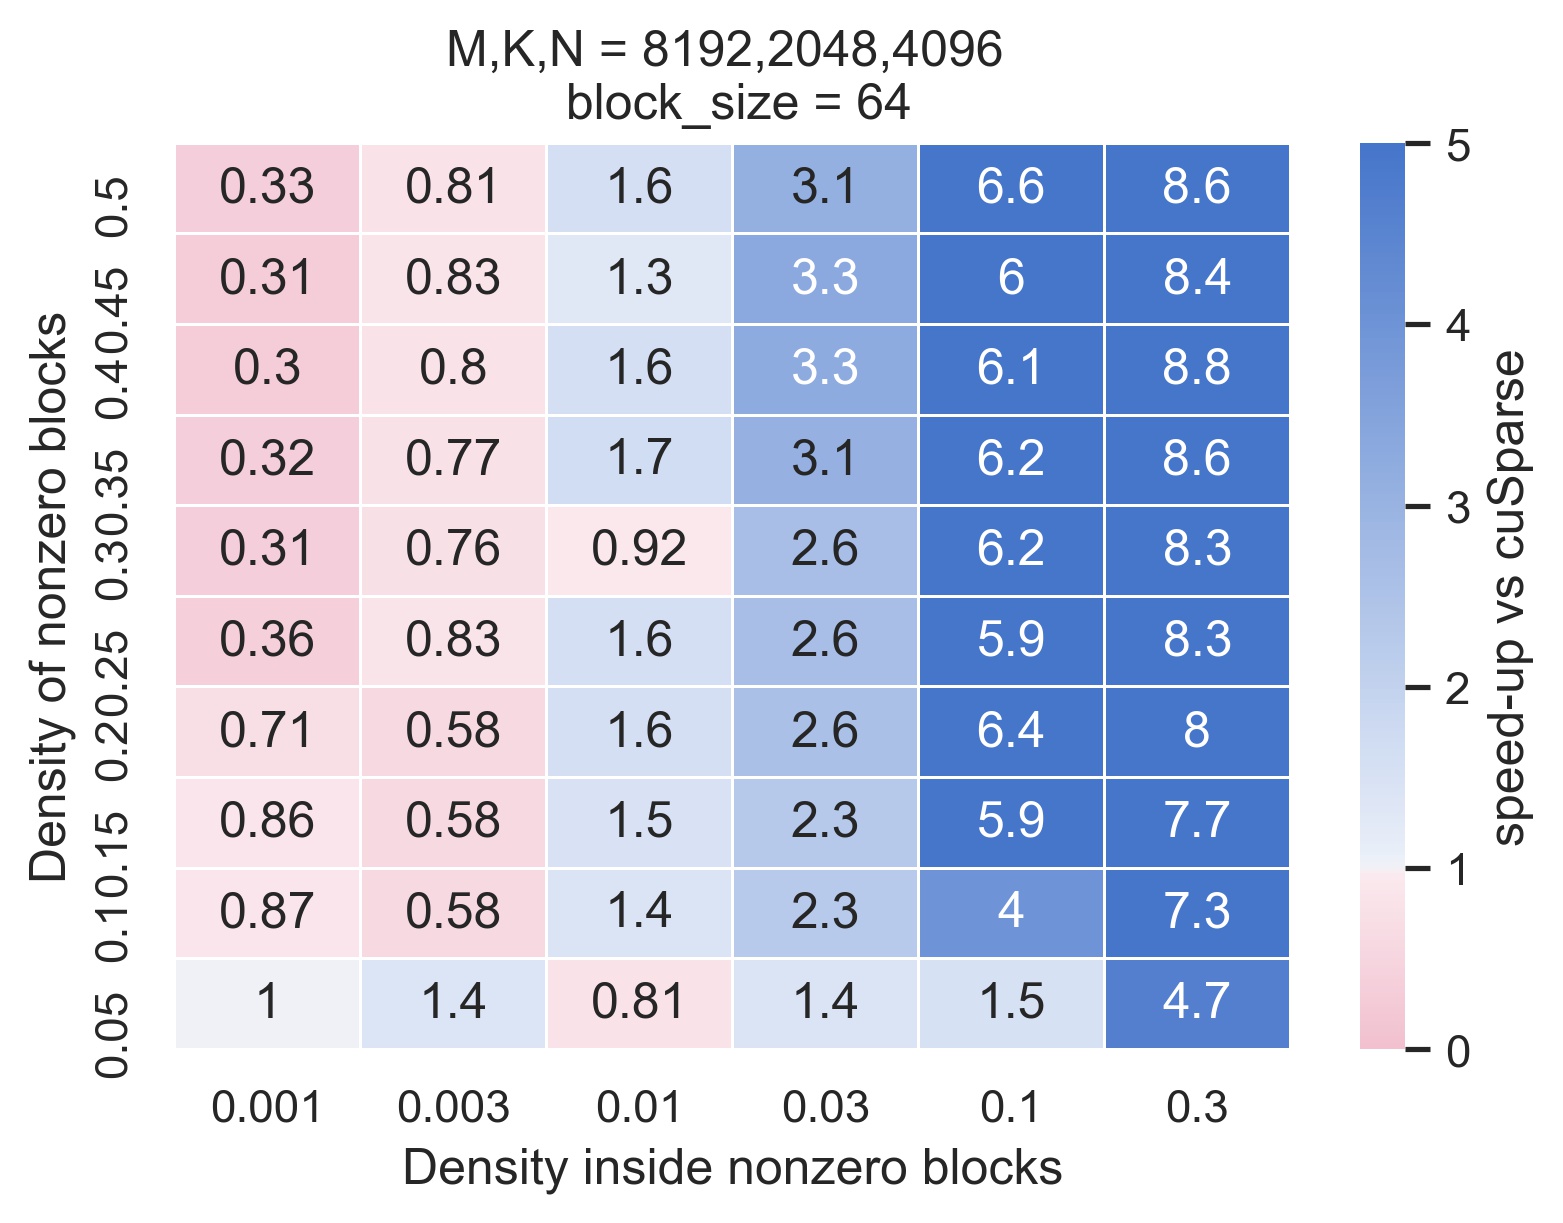 M,K,N = 8192,2048,4096
block_size = 64
Density of nonzero blocks
0.5 0.33 0.81 1.6 3.1 6.6 8.6
0.45 0.31 0.83 1.3 3.3 6 8.4
0.4 0.3 0.8 1.6 3.3 6.1 8.8
0.35 0.32 0.77 1.7 3.1 6.2 8.6
0.3 0.31 0.76 0.92 2.6 6.2 8.3
0.25 0.36 0.83 1.6 2.6 5.9 8.3
0.2 0.71 0.58 1.6 2.6 6.4 8
0.15 0.86 0.58 1.5 2.3 5.9 7.7
0.1 0.87 0.58 1.4 2.3 4 7.3
0.05 1 1.4 0.81 1.4 1.5 4.7
0.001 0.003 0.01 0.03 0.1 0.3
Density inside nonzero blocks
5
4
3
2
1
0
speed-up vs cuSparse